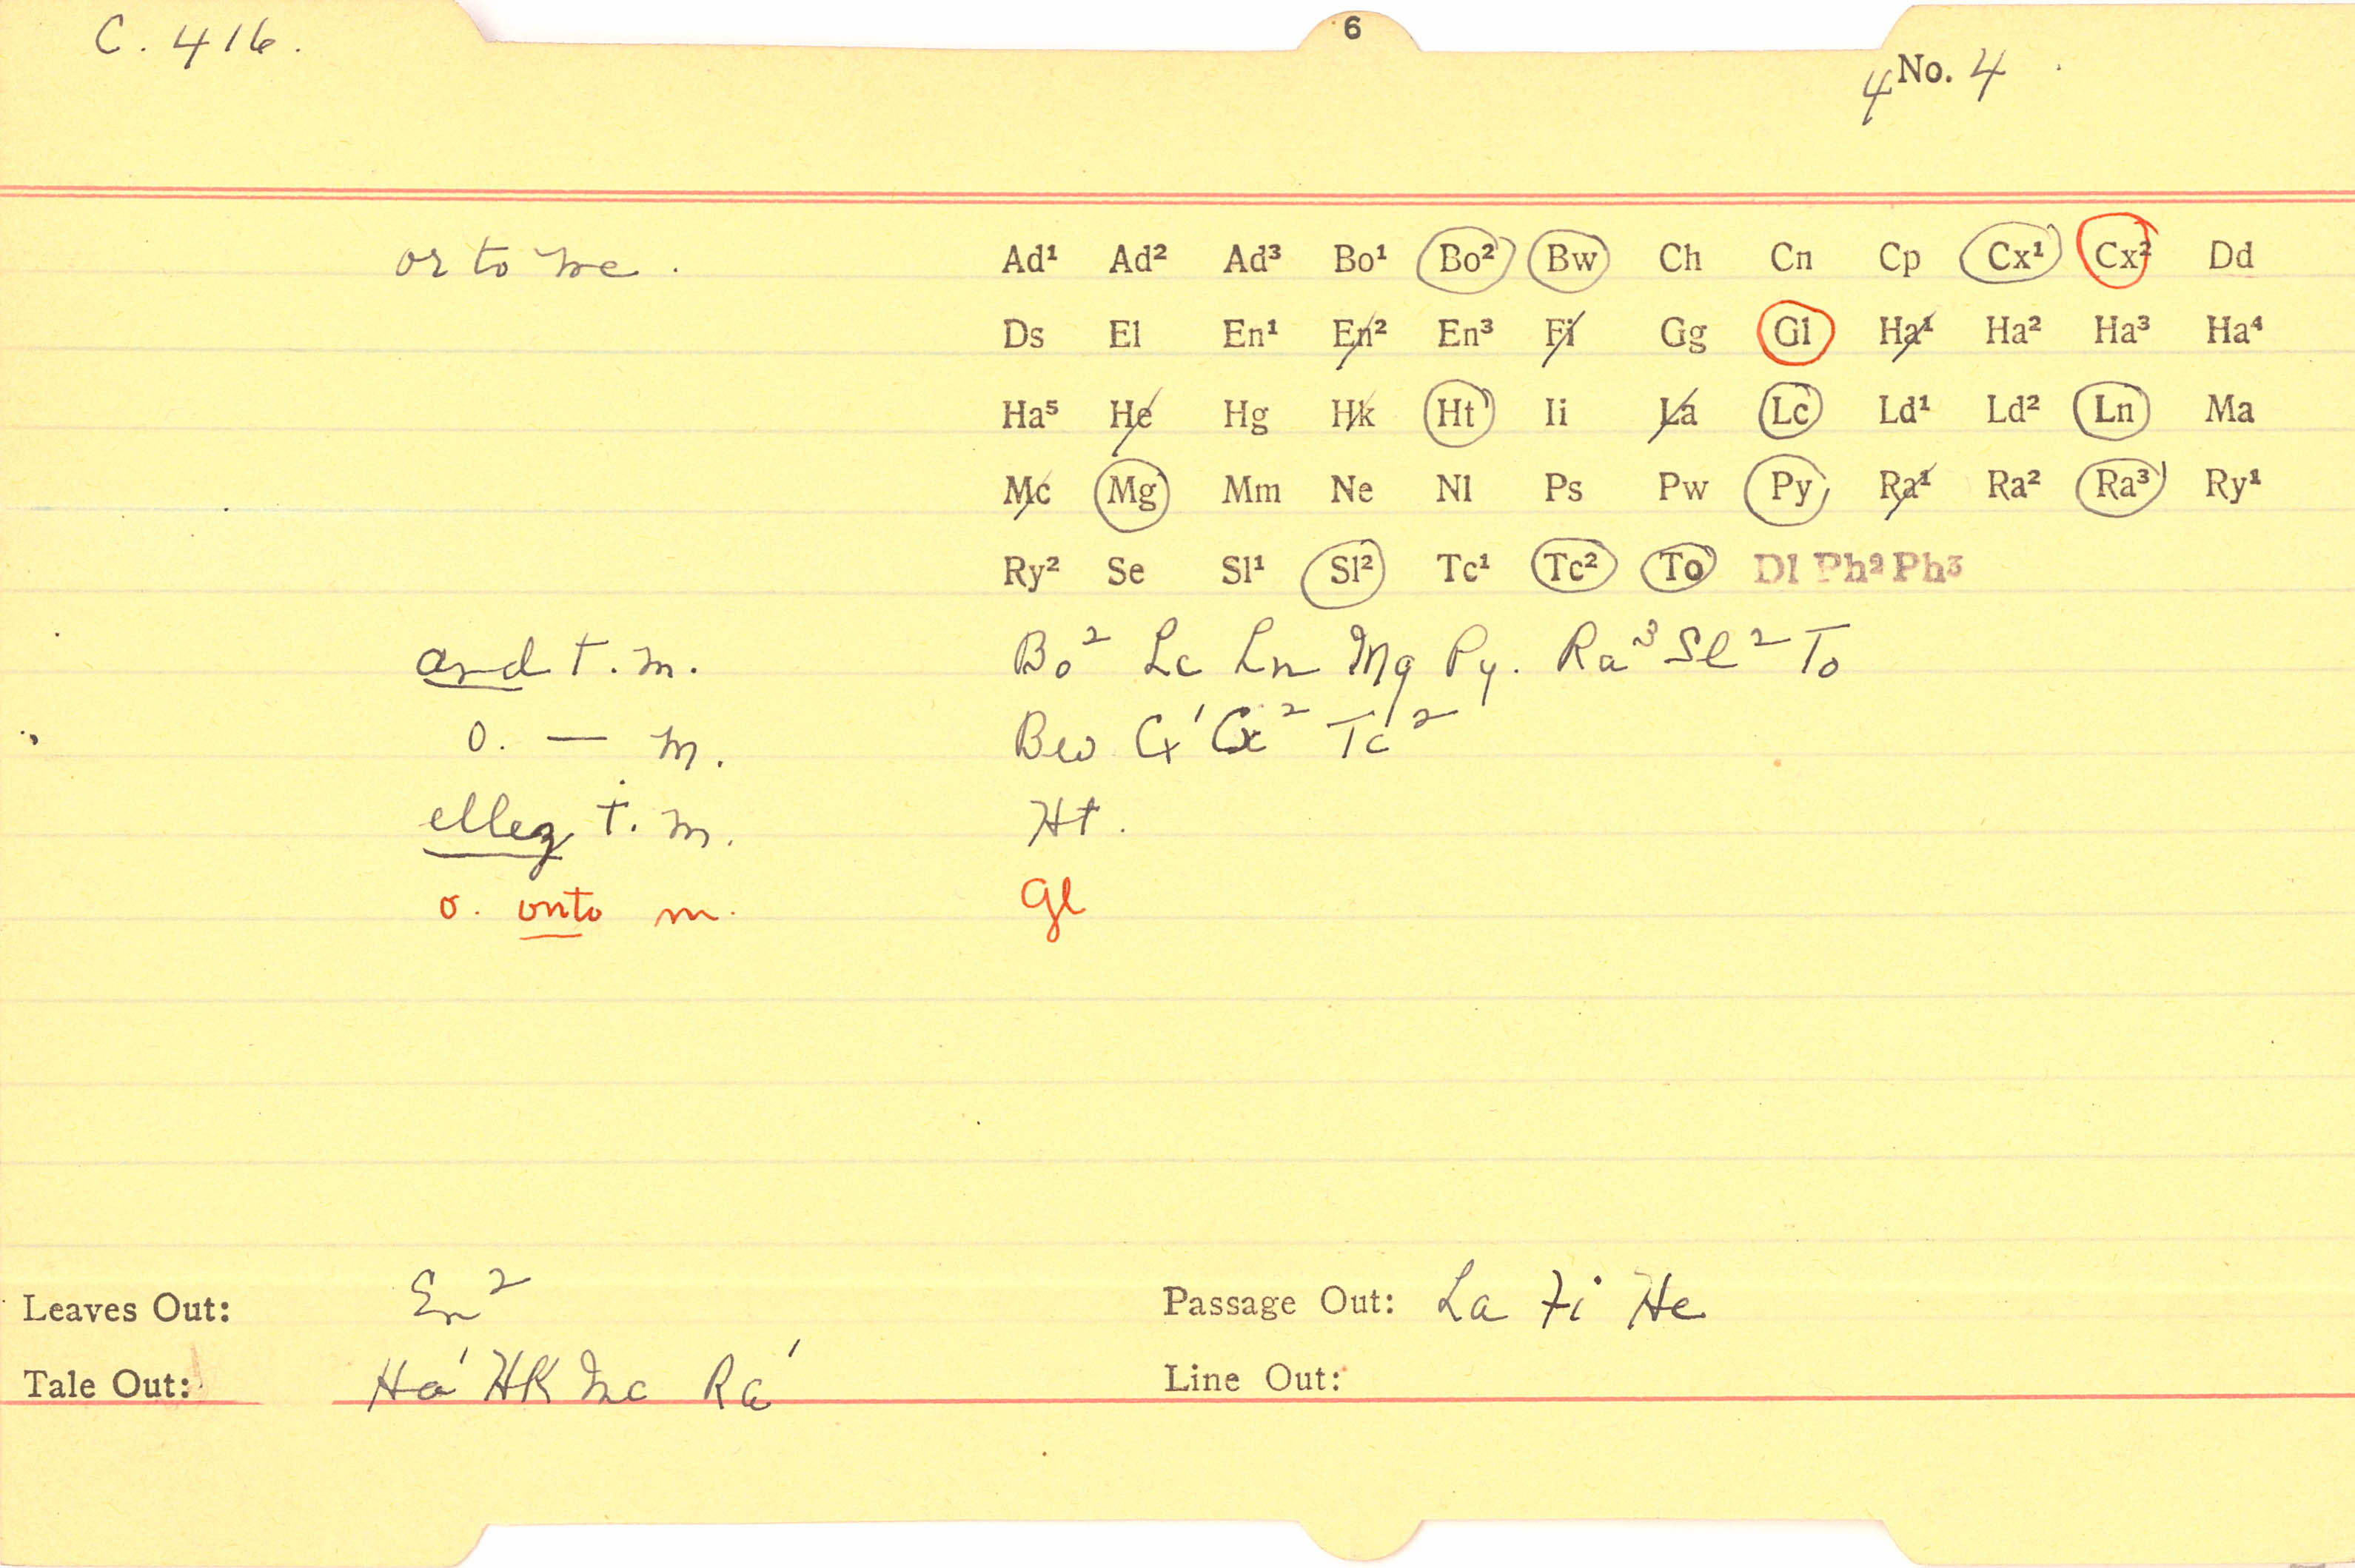 C. 416.
6
4 No. 4
or to me.
Ad¹ Ad² Ad³ Bo¹ Bo² Bw Ch Cn Cp Cx¹ Cx² Dd
Ds El En¹ En² En³ Fi Gg Gl Ha¹ Ha² Ha³ Ha⁴
Ha⁵ He Hg Hk Ht Ii La Lc Ld¹ Ld² Ln Ma
Mc Mg Mm Ne Nl Ps Pw Py Ra¹ Ra² Ra³ Ry¹
Ry² Se Sl¹ Sl² Tc¹ Tc² To Dl Ph² Ph³
and t. m. Bo² Lc Ln Mg Py. Ra³ Sl² To
o. — m. Bw Cx¹ Cx² Tc²
elleg t. m. Ht.
o. onto m. Gl
Leaves Out: En²
Passage Out: La Fi He
Tale Out: Ha¹ Hk Mc Ra¹
Line Out: